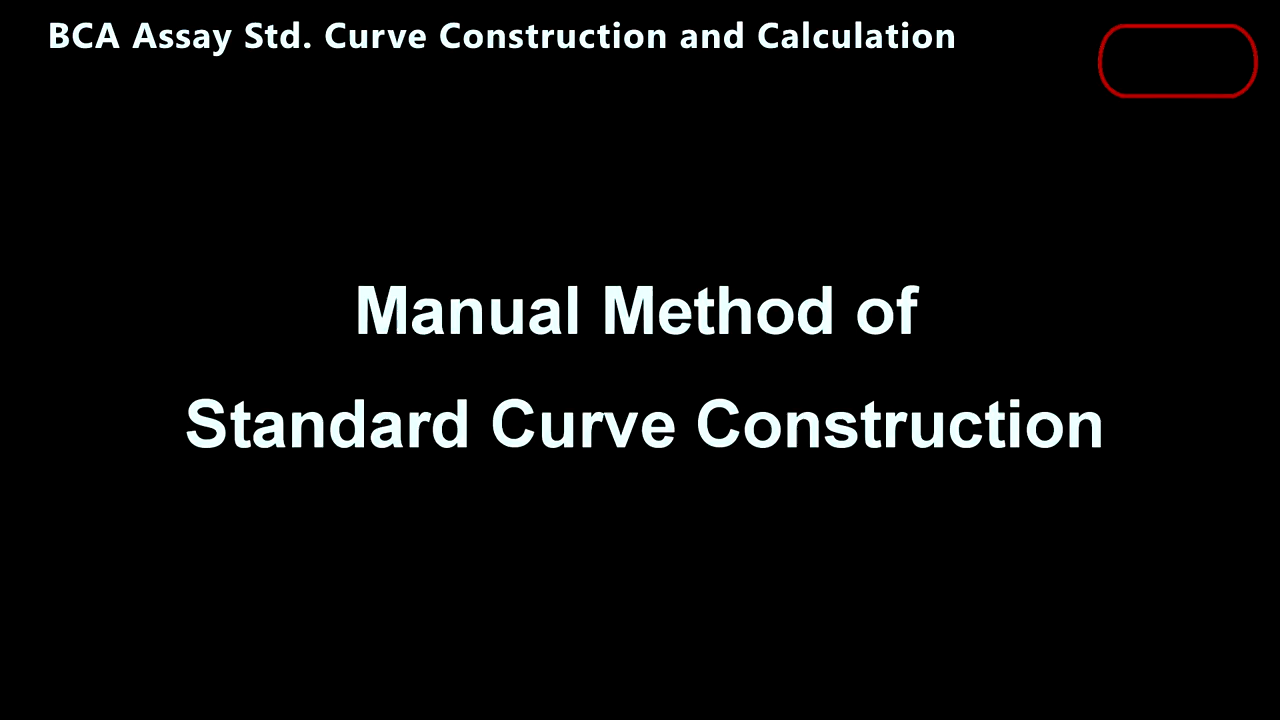 BCA Assay Std. Curve Construction and Calculation
Manual Method of
Standard Curve Construction